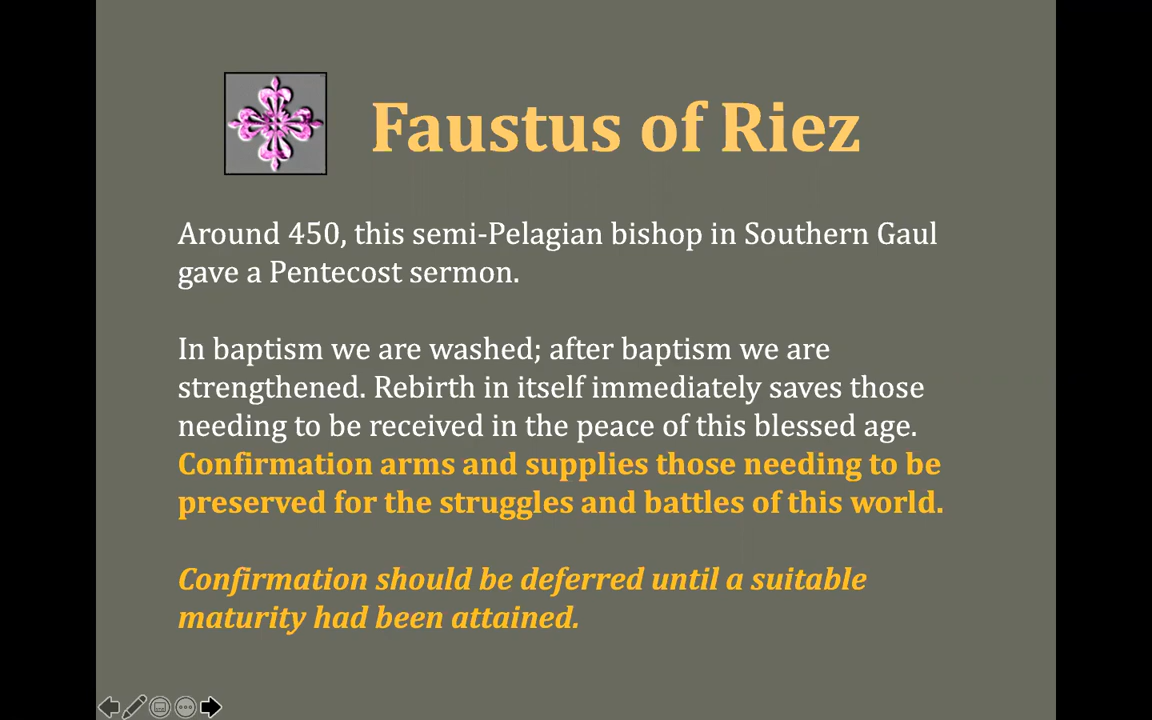 Faustus of Riez
Around 450, this semi-Pelagian bishop in Southern Gaul
gave a Pentecost sermon.
In baptism we are washed; after baptism we are
strengthened. Rebirth in itself immediately saves those
needing to be received in the peace of this blessed age.
Confirmation arms and supplies those needing to be
preserved for the struggles and battles of this world.
Confirmation should be deferred until a suitable
maturity had been attained.